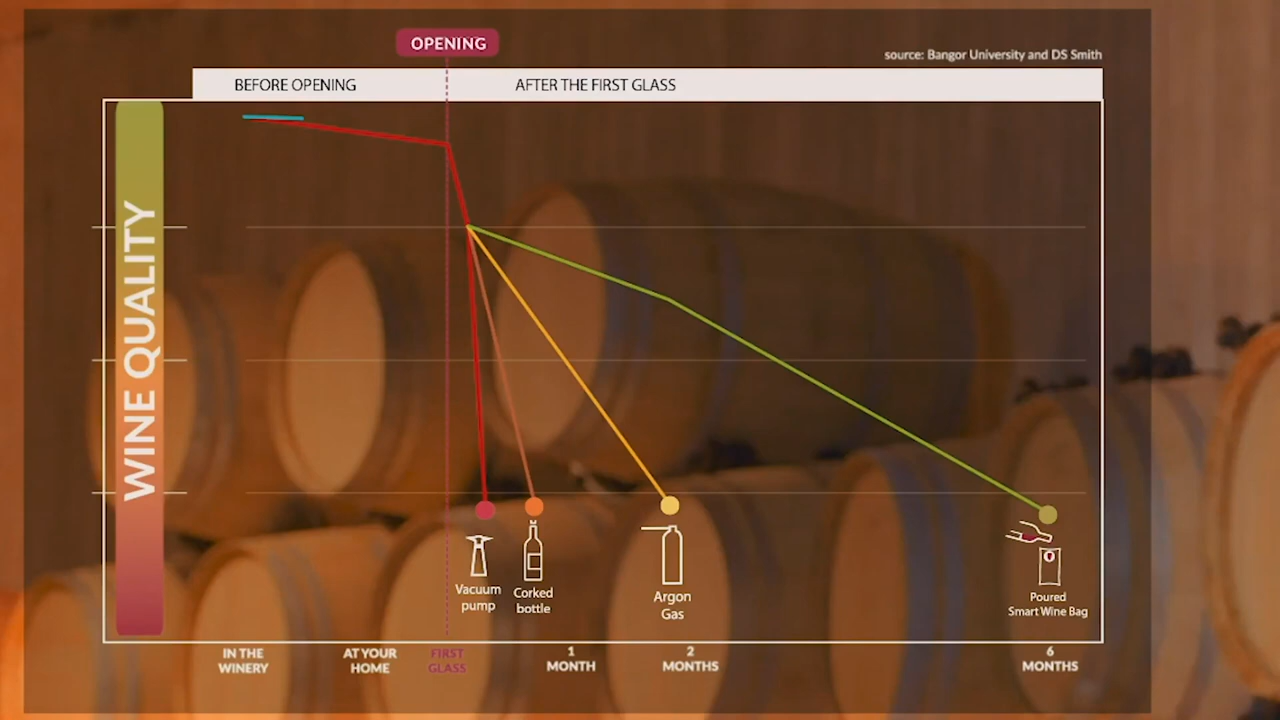 OPENING
source: Bangor University and DS Smith
BEFORE OPENING
AFTER THE FIRST GLASS
WINE QUALITY
Vacuum
pump
Corked
bottle
Argon
Gas
Poured
Smart Wine Bag
IN THE
WINERY
AT YOUR
HOME
FIRST
GLASS
1
MONTH
2
MONTHS
6
MONTHS